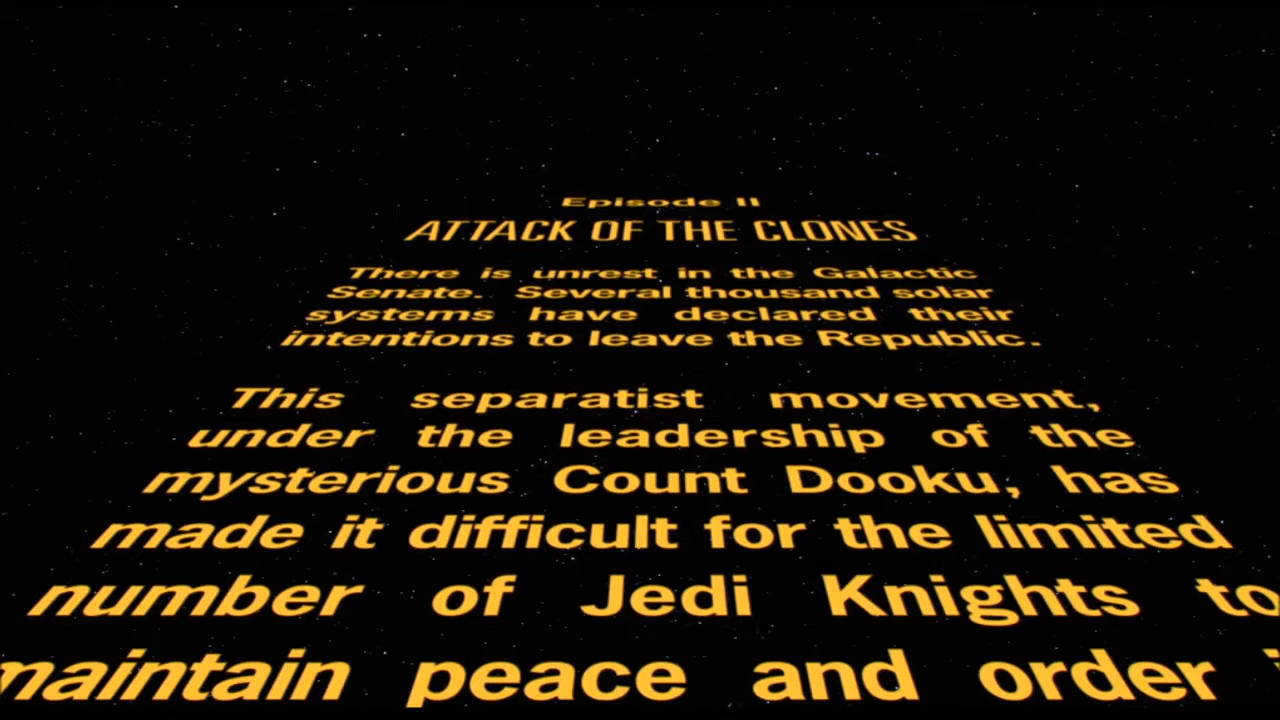 Episode II
ATTACK OF THE CLONES
There is unrest in the Galactic
Senate. Several thousand solar
systems have declared their
intentions to leave the Republic.
This separatist movement,
under the leadership of the
mysterious Count Dooku, has
made it difficult for the limited
number of Jedi Knights to
maintain peace and order